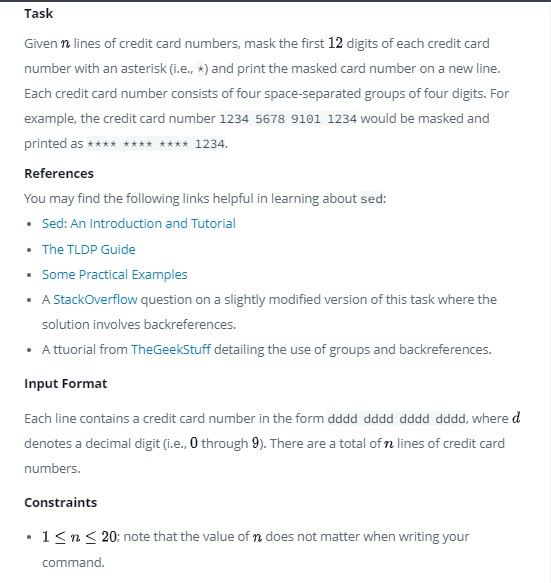 Task
Given n lines of credit card numbers, mask the first 12 digits of each credit card
number with an asterisk (i.e., *) and print the masked card number on a new line.
Each credit card number consists of four space-separated groups of four digits. For
example, the credit card number 1234 5678 9101 1234 would be masked and
printed as **** **** **** 1234.
References
You may find the following links helpful in learning about sed:
• Sed: An Introduction and Tutorial
• The TLDP Guide
• Some Practical Examples
• A StackOverflow question on a slightly modified version of this task where the
solution involves backreferences.
• A ttuorial from TheGeekStuff detailing the use of groups and backreferences.
Input Format
Each line contains a credit card number in the form dddd dddd dddd dddd, where d
denotes a decimal digit (i.e., 0 through 9). There are a total of n lines of credit card
numbers.
Constraints
• 1 ≤ n ≤ 20; note that the value of n does not matter when writing your
command.